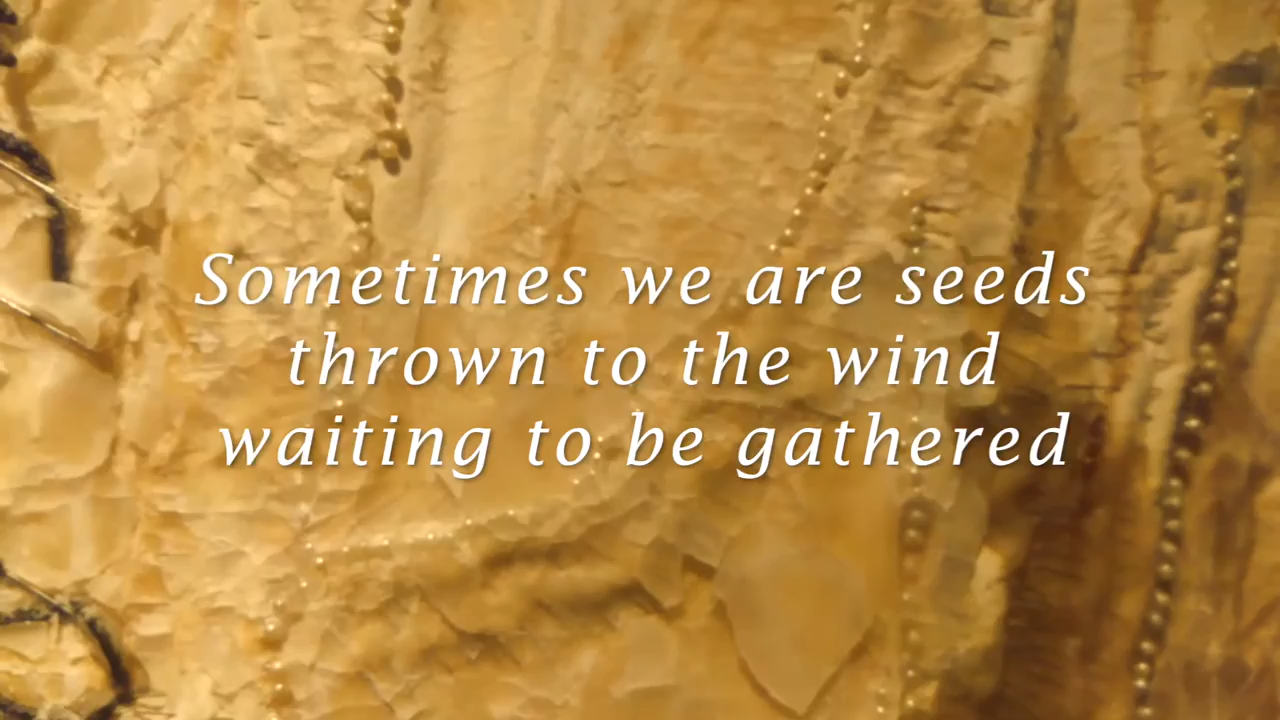 Sometimes we are seeds
thrown to the wind
waiting to be gathered